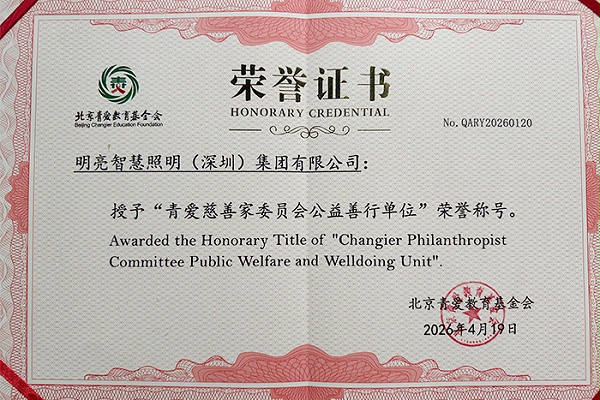 荣誉证书
HONORARY CREDENTIAL
北京青爱教育基金会
Beijing Changier Education Foundation
No.QARY20260120
明亮智慧照明（深圳）集团有限公司：
授予“青爱慈善家委员会公益善行单位”荣誉称号。
Awarded the Honorary Title of "Changier Philanthropist
Committee Public Welfare and Welldoing Unit".
北京青爱教育基金会
2026年4月19日